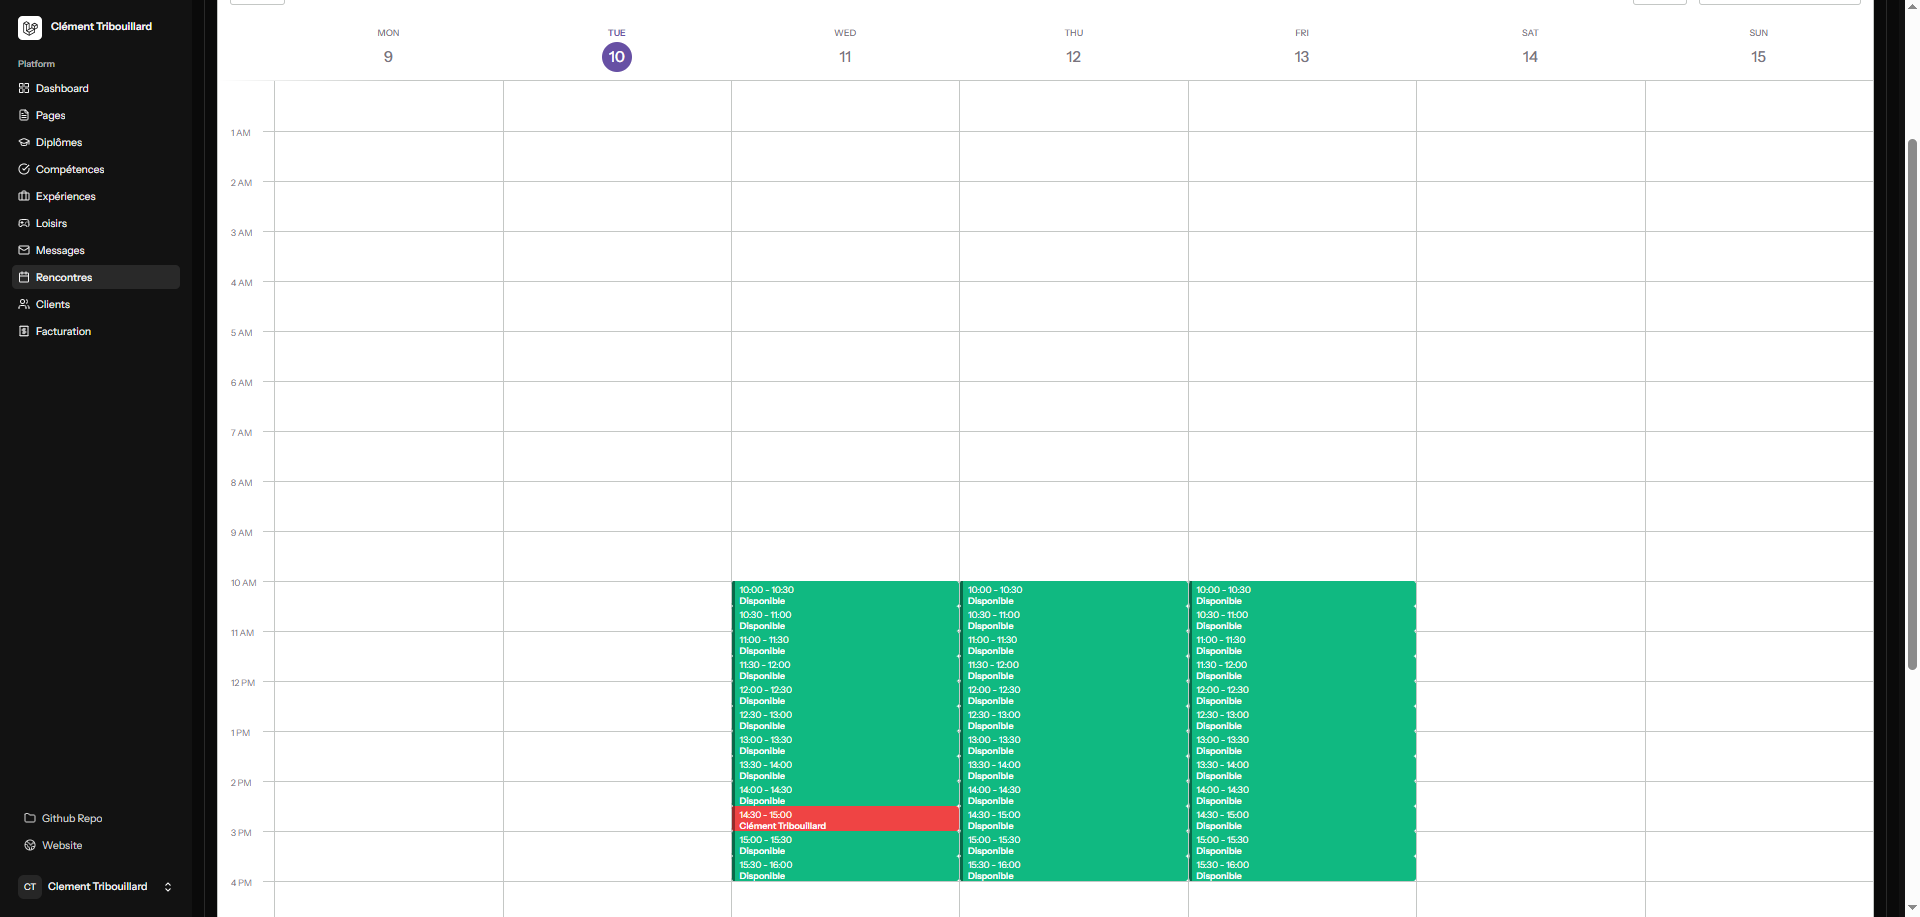 Clément Tribouillard
Platform
Dashboard
Pages
Diplômes
Compétences
Expériences
Loisirs
Messages
Rencontres
Clients
Facturation
Github Repo
Website
CT Clement Tribouillard
MON
9
TUE
10
WED
11
THU
12
FRI
13
SAT
14
SUN
15
1 AM
2 AM
3 AM
4 AM
5 AM
6 AM
7 AM
8 AM
9 AM
10 AM
11 AM
12 PM
1 PM
2 PM
3 PM
4 PM
10:00 - 10:30
Disponible
10:30 - 11:00
Disponible
11:00 - 11:30
Disponible
11:30 - 12:00
Disponible
12:00 - 12:30
Disponible
12:30 - 13:00
Disponible
13:00 - 13:30
Disponible
13:30 - 14:00
Disponible
14:00 - 14:30
Disponible
14:30 - 15:00
Clément Tribouillard
15:00 - 15:30
Disponible
15:30 - 16:00
Disponible
10:00 - 10:30
Disponible
10:30 - 11:00
Disponible
11:00 - 11:30
Disponible
11:30 - 12:00
Disponible
12:00 - 12:30
Disponible
12:30 - 13:00
Disponible
13:00 - 13:30
Disponible
13:30 - 14:00
Disponible
14:00 - 14:30
Disponible
14:30 - 15:00
Disponible
15:00 - 15:30
Disponible
15:30 - 16:00
Disponible
10:00 - 10:30
Disponible
10:30 - 11:00
Disponible
11:00 - 11:30
Disponible
11:30 - 12:00
Disponible
12:00 - 12:30
Disponible
12:30 - 13:00
Disponible
13:00 - 13:30
Disponible
13:30 - 14:00
Disponible
14:00 - 14:30
Disponible
14:30 - 15:00
Disponible
15:00 - 15:30
Disponible
15:30 - 16:00
Disponible